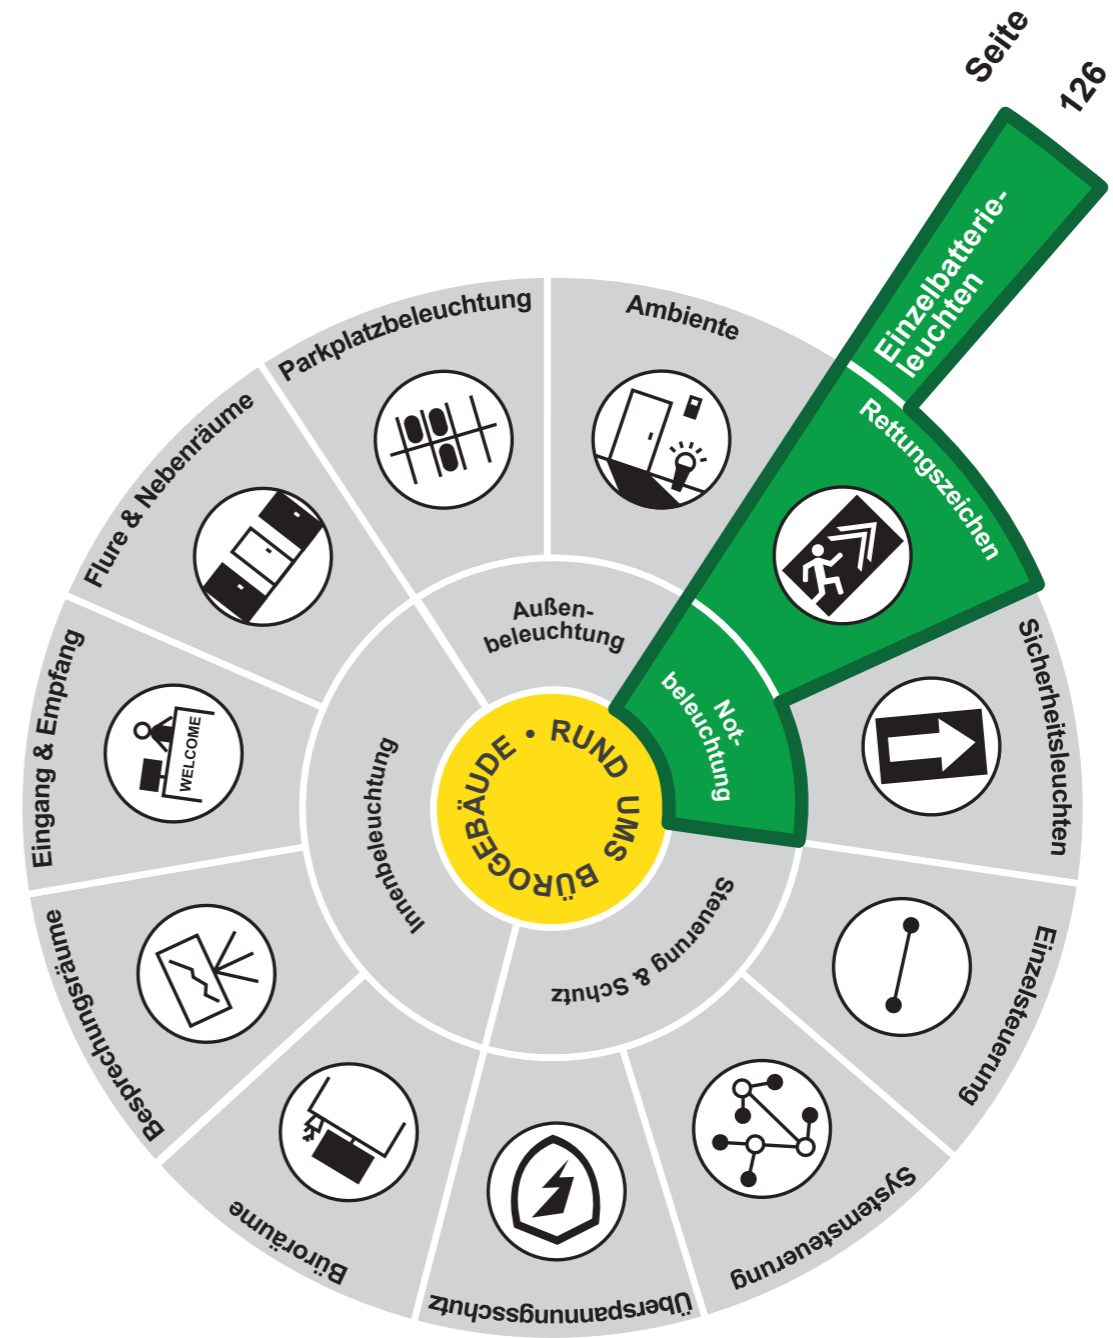 Seite
126
Einzelbatterie-
leuchten
Rettungszeichen
Not-
beleuchtung
Ambiente
Parkplatzbeleuchtung
Außen-
beleuchtung
Flure & Nebenräume
Eingang & Empfang
WELCOME
Besprechungsräume
Büroräume
Innenbeleuchtung
RUND UMS BÜROGEBÄUDE •
Sicherheitsleuchten
Einzelsteuerung
Systemsteuerung
Überspannungsschutz
Steuerung & Schutz